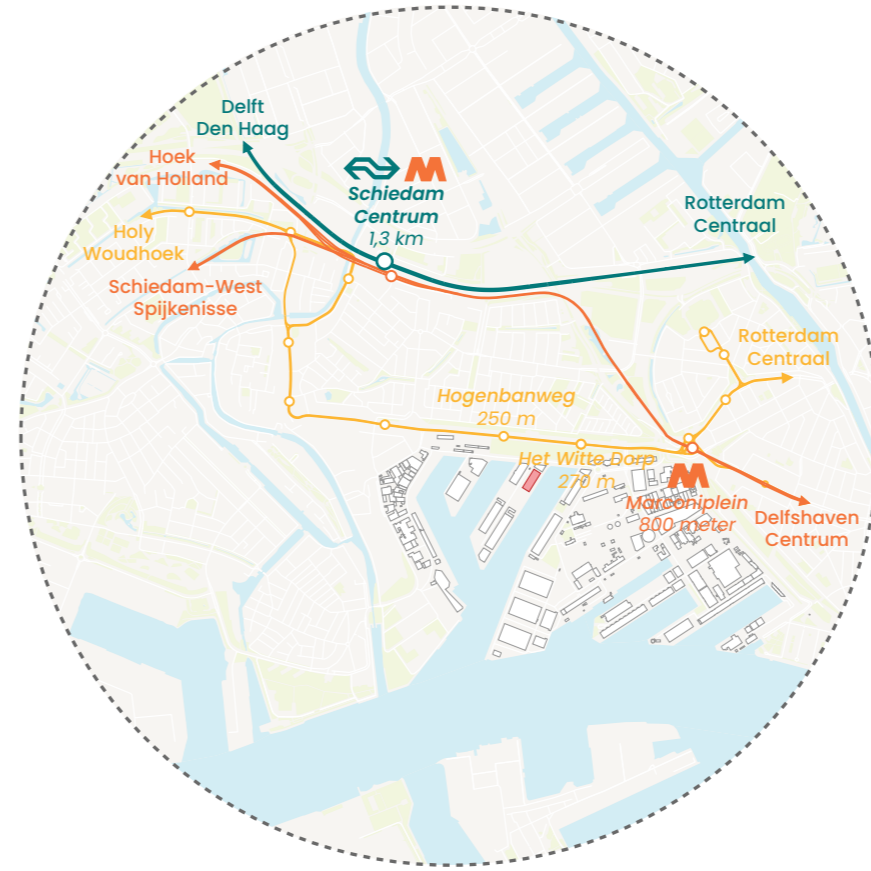 Delft
Den Haag
Hoek
van Holland
M
Schiedam
Centrum
1,3 km
Rotterdam
Centraal
Holy
Woudhoek
Schiedam-West
Spijkenisse
Rotterdam
Centraal
Hogenbanweg
250 m
Het Witte Dorp
270 m
M
Marconiplein
800 meter
Delfshaven
Centrum